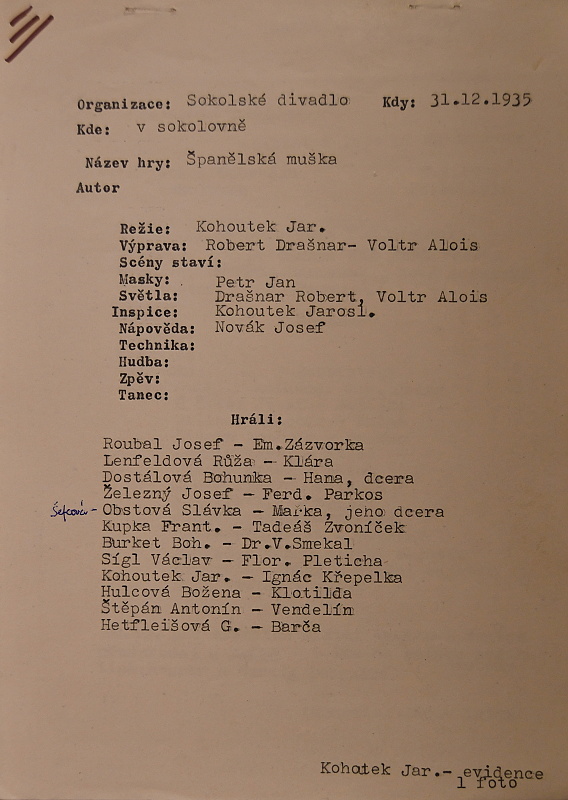 Organizace: Sokolské divadlo Kdy: 31.12.1935
Kde: v sokolovně
Název hry: Španělská muška
Autor
Režie: Kohoutek Jar.
Výprava: Robert Drašnar- Voltr Alois
Scény staví:
Masky: Petr Jan
Světla: Drašnar Robert, Voltr Alois
Inspice: Kohoutek Jarosl.
Nápověda: Novák Josef
Technika:
Hudba:
Zpěv:
Tanec:
Hráli:
Roubal Josef - Em.Zázvorka
Lenfeldová Růža - Klára
Dostálová Bohunka - Hana, dcera
Železný Josef - Ferd. Parkos
Obstová Slávka - Mařka, jeho dcera
Kupka Frant. - Tadeáš Zvoníček
Burket Boh. - Dr.V.Smekal
Sígl Václav - Flor. Pleticha
Kohoutek Jar. - Ignác Křepelka
Hulcová Božena - Klotilda
Štěpán Antonín - Vendelín
Hetfleišová G. - Barča
Kohotek Jar.- evidence
1 foto